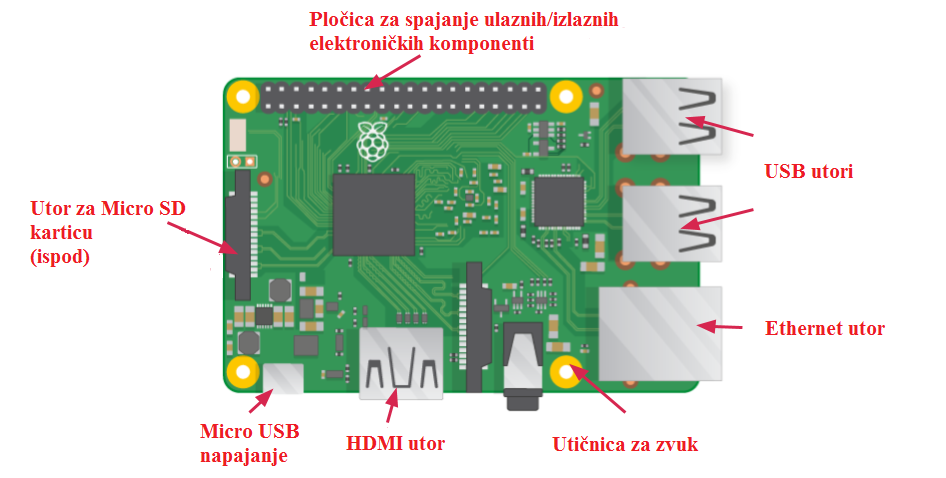 Pločica za spajanje ulaznih/izlaznih
elektroničkih komponenti
USB utori
Utor za Micro SD
karticu
(ispod)
Ethernet utor
Micro USB
napajanje
HDMI utor
Utičnica za zvuk